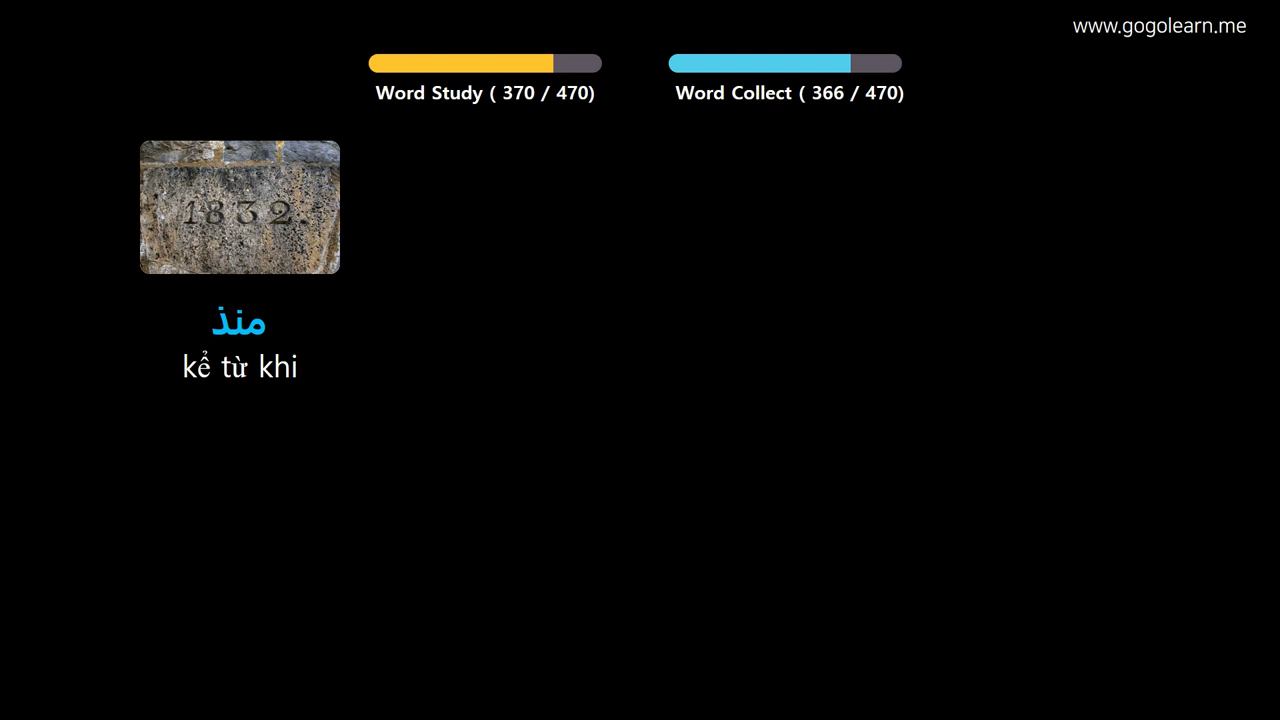 www.gogolearn.me
Word Study ( 370 / 470)
Word Collect ( 366 / 470)
1832.
منذ
kể từ khi